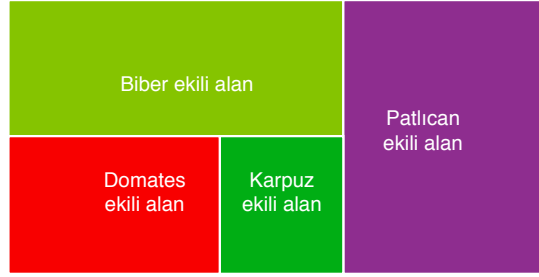 Biber ekili alan
Patlıcan
ekili alan
Domates
ekili alan
Karpuz
ekili alan